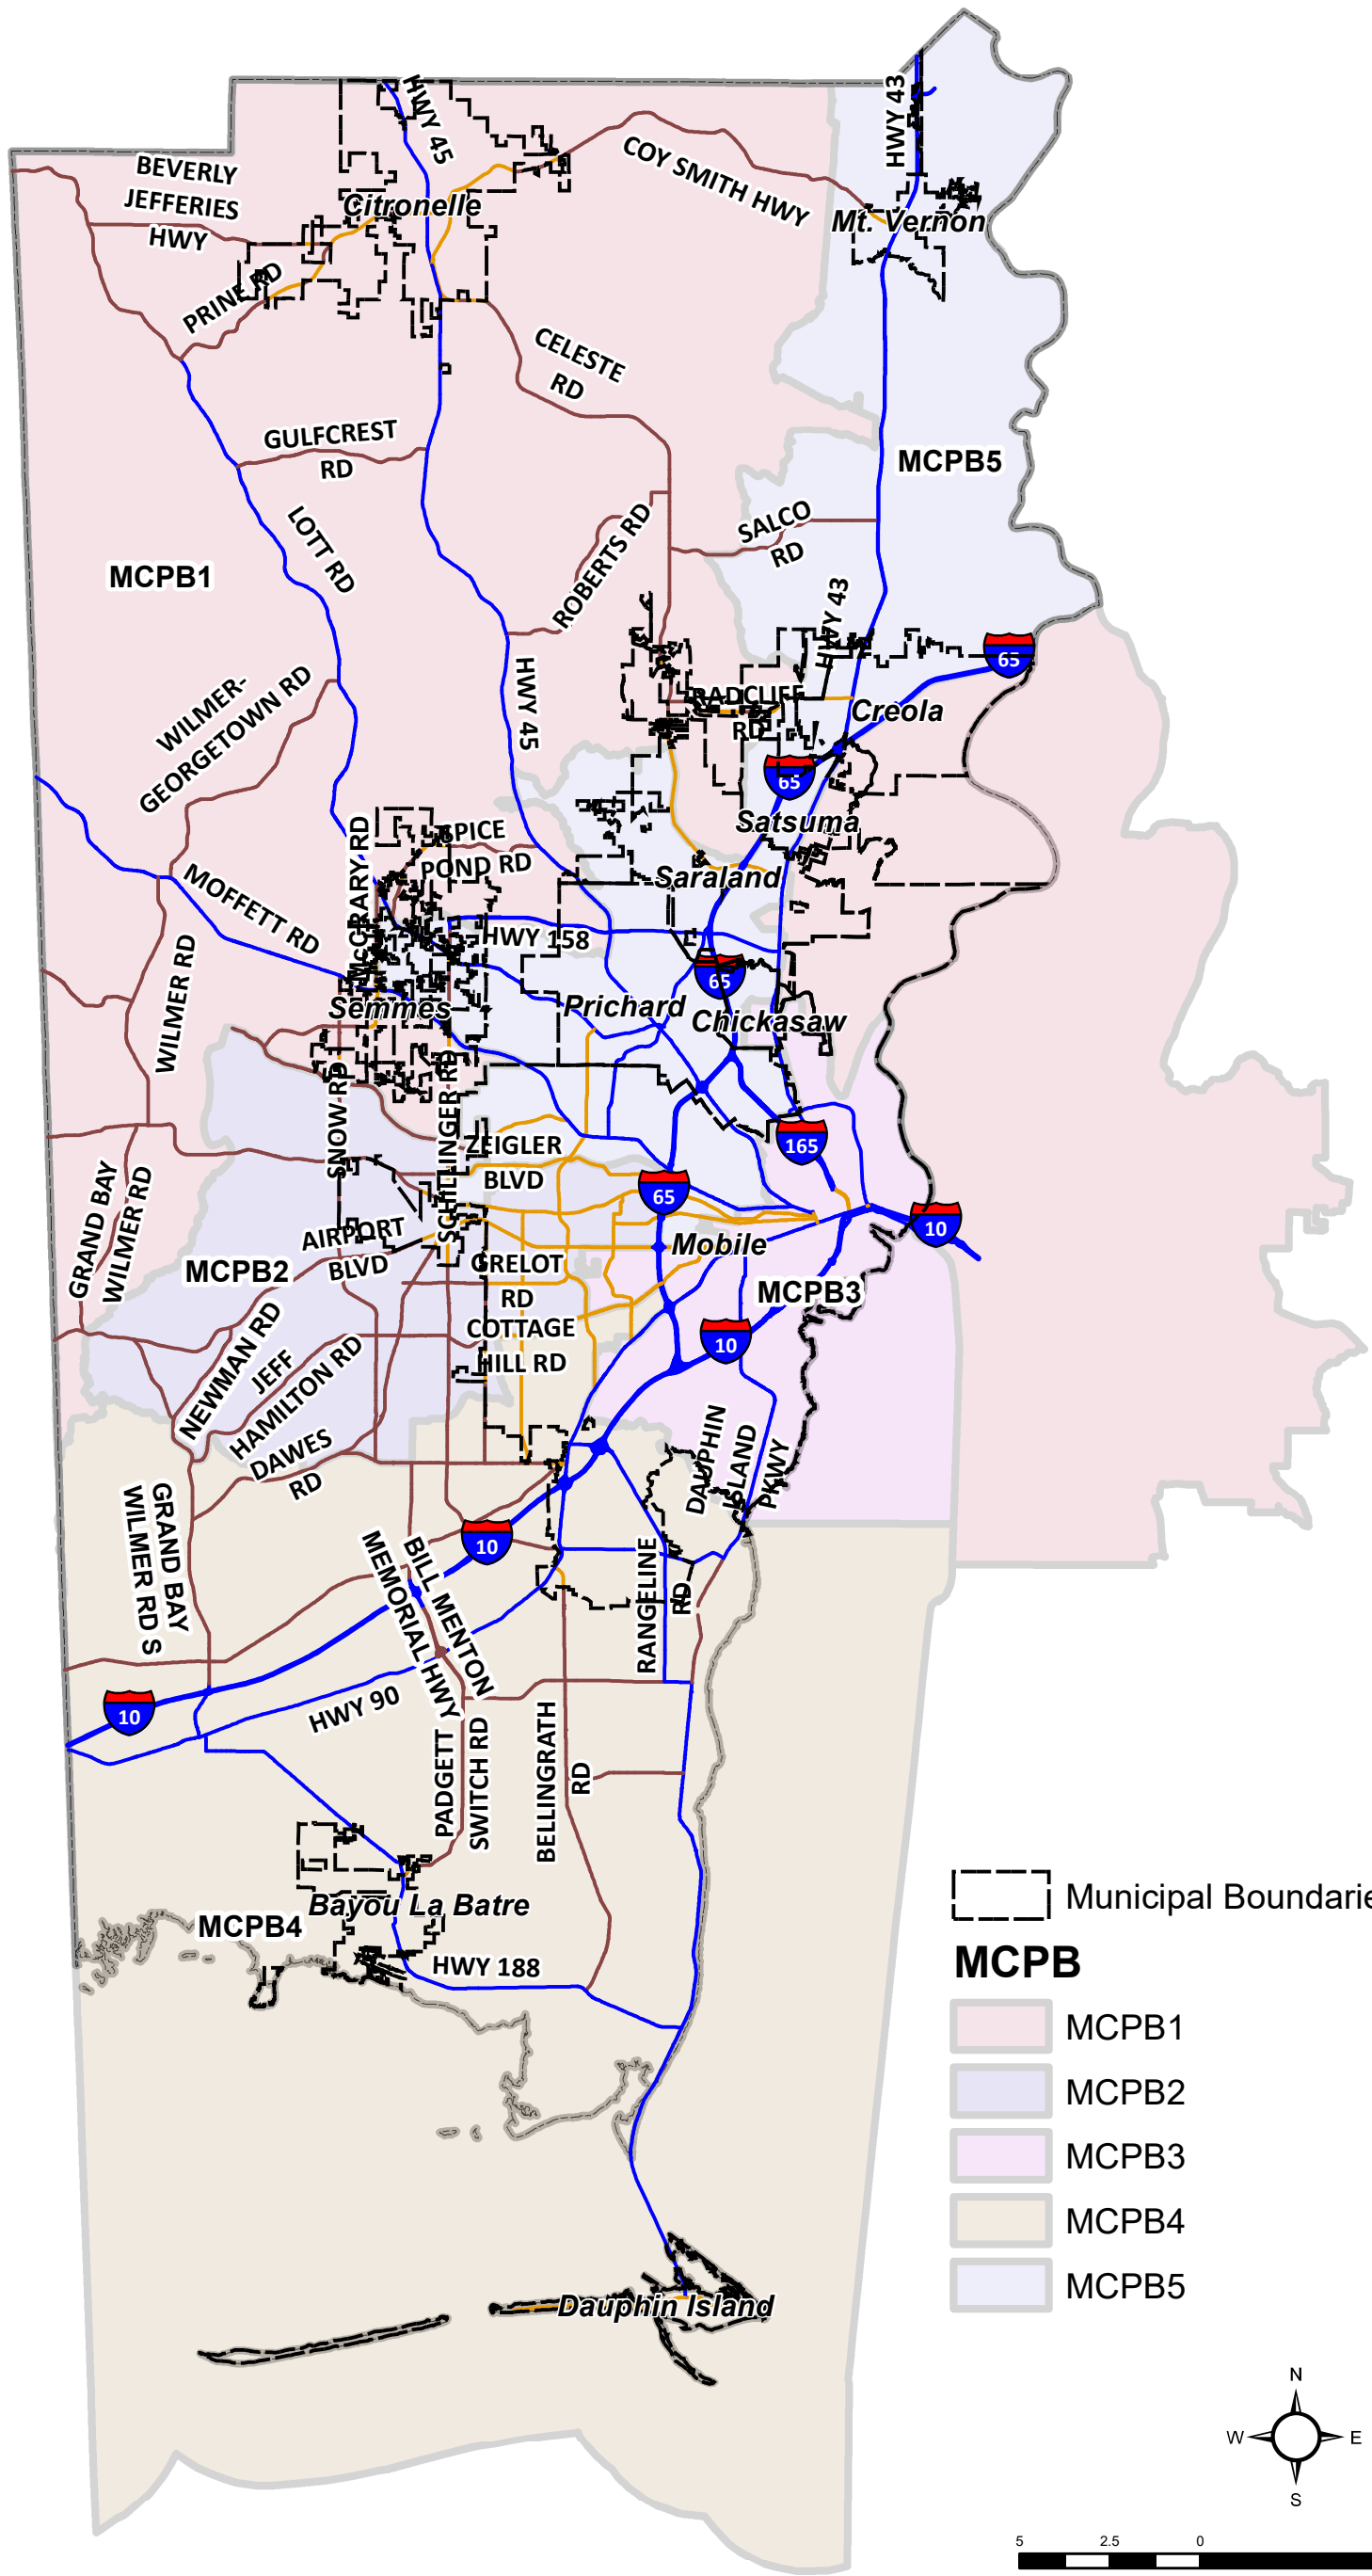 HWY 45
HWY 43
BEVERLY
JEFFERIES
HWY
COY SMITH HWY
Citronelle
Mt. Vernon
PRINE RD
CELESTE
RD
GULFCREST
RD
MCPB5
LOTT RD
SALCO
RD
ROBERTS RD
MCPB1
HWY 43
65
WILMER-
GEORGETOWN RD
HWY 45
RADCLIFF
RD
Creola
65
Satsuma
SPICE
POND RD
McCRARY RD
Saraland
MOFFETT RD
HWY 158
65
WILMER RD
Semmes
Prichard
Chickasaw
SNOW RD
SCHILLINGER RD
165
ZEIGLER
BLVD
65
GRAND BAY
WILMER RD
10
AIRPORT
BLVD
Mobile
MCPB2
GRELOT
RD
MCPB3
COTTAGE
HILL RD
10
NEWMAN RD
JEFF
HAMILTON RD
DAWES
RD
DAUPHIN
ISLAND
PKWY
GRAND BAY
WILMER RD S
10
BILL MENTON
MEMORIAL HWY
RANGELINE
RD
10
HWY 90
PADGETT
SWITCH RD
BELLINGRATH
RD
Bayou La Batre
MCPB4
HWY 188
Dauphin Island
Municipal Boundarie
MCPB
MCPB1
MCPB2
MCPB3
MCPB4
MCPB5
N
W E
S
5 2.5 0